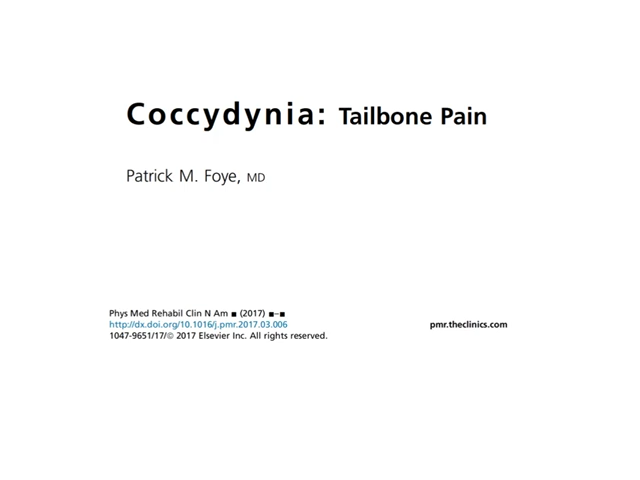 Coccydynia: Tailbone Pain
Patrick M. Foye, MD
Phys Med Rehabil Clin N Am ■ (2017) ■–■
http://dx.doi.org/10.1016/j.pmr.2017.03.006
pmr.theclinics.com
1047-9651/17/© 2017 Elsevier Inc. All rights reserved.